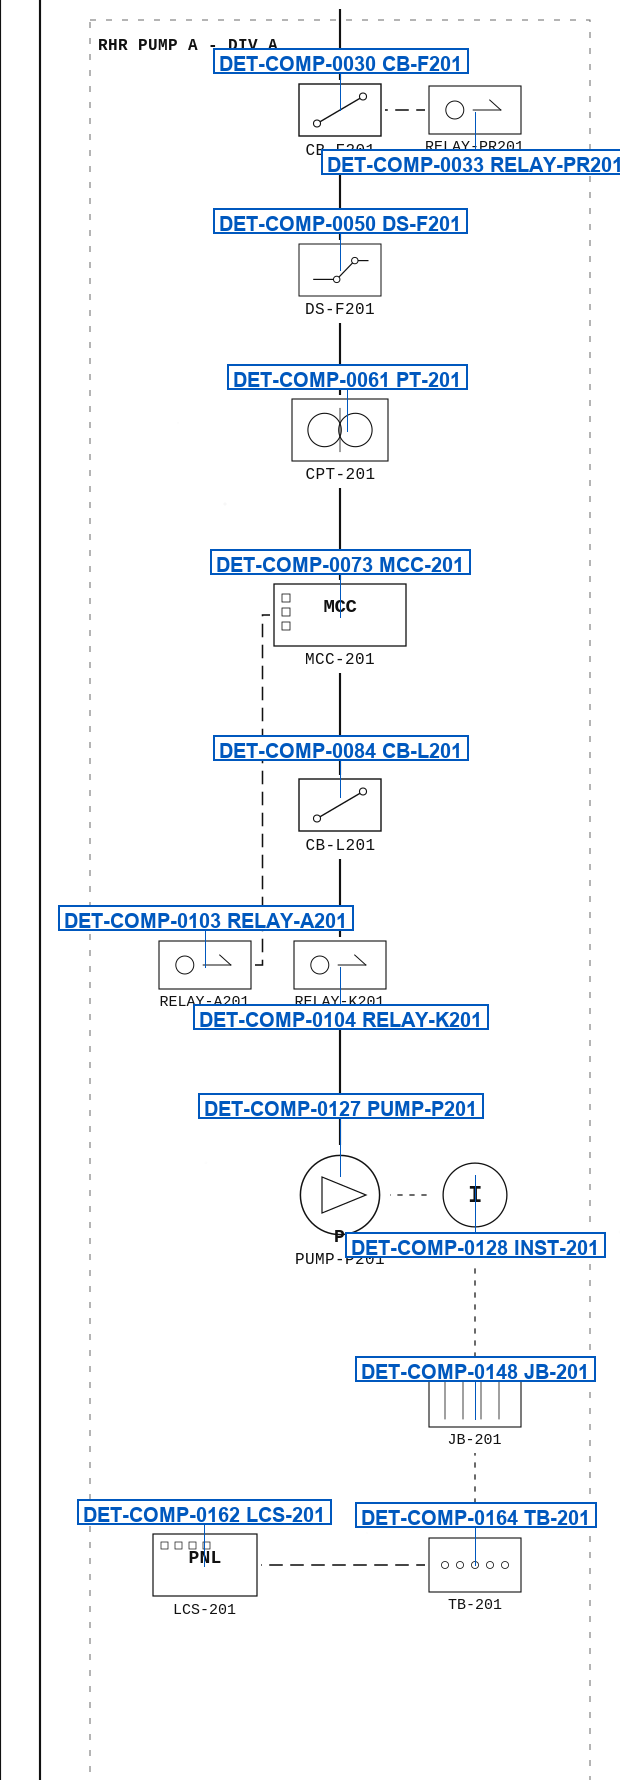 RHR PUMP A - DIV A
DET-COMP-0030 CB-F201
CB-F201
RELAY-PR201
DET-COMP-0033 RELAY-PR201
DET-COMP-0050 DS-F201
DS-F201
DET-COMP-0061 PT-201
CPT-201
DET-COMP-0073 MCC-201
MCC
MCC-201
DET-COMP-0084 CB-L201
CB-L201
DET-COMP-0103 RELAY-A201
RELAY-A201
RELAY-K201
DET-COMP-0104 RELAY-K201
DET-COMP-0127 PUMP-P201
I
P
DET-COMP-0128 INST-201
PUMP-P201
DET-COMP-0148 JB-201
JB-201
DET-COMP-0162 LCS-201
DET-COMP-0164 TB-201
PNL
LCS-201
TB-201